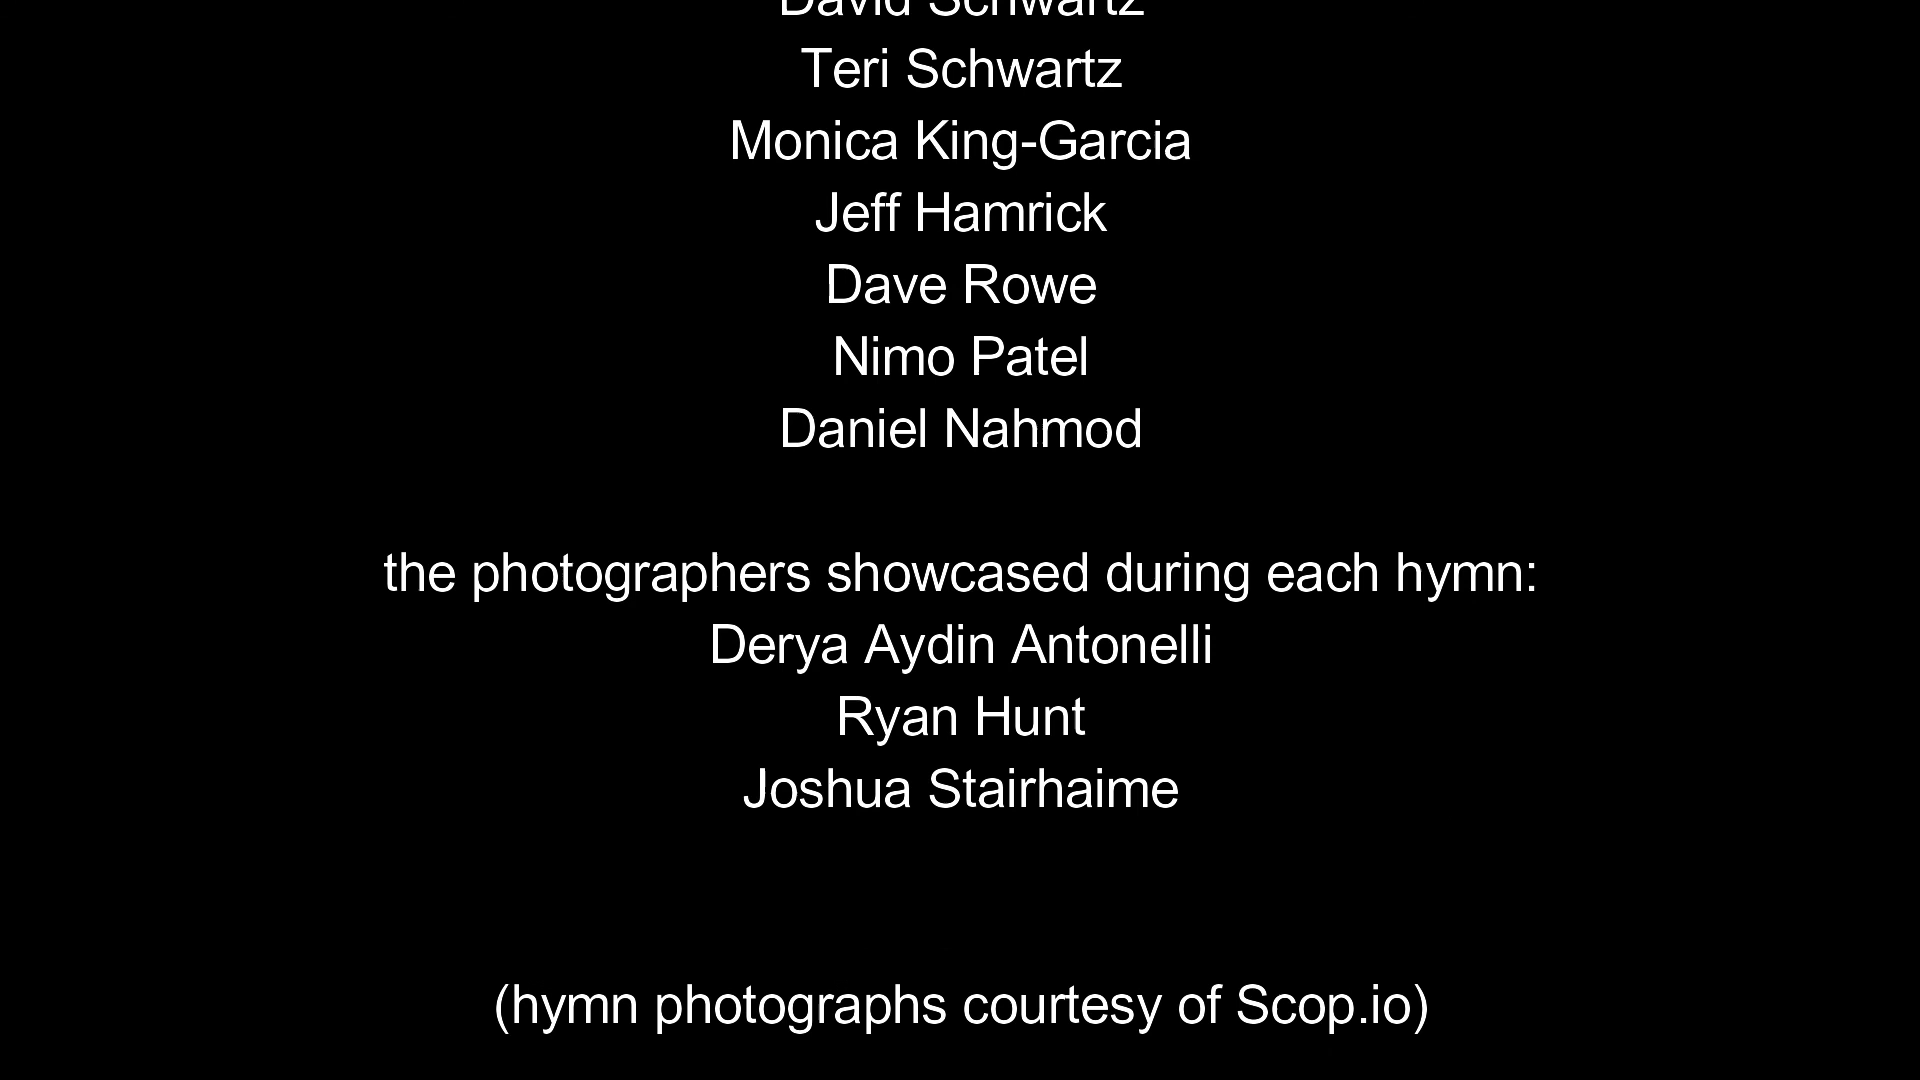 David Schwartz
Teri Schwartz
Monica King-Garcia
Jeff Hamrick
Dave Rowe
Nimo Patel
Daniel Nahmod
the photographers showcased during each hymn:
Derya Aydin Antonelli
Ryan Hunt
Joshua Stairhaime
(hymn photographs courtesy of Scop.io)